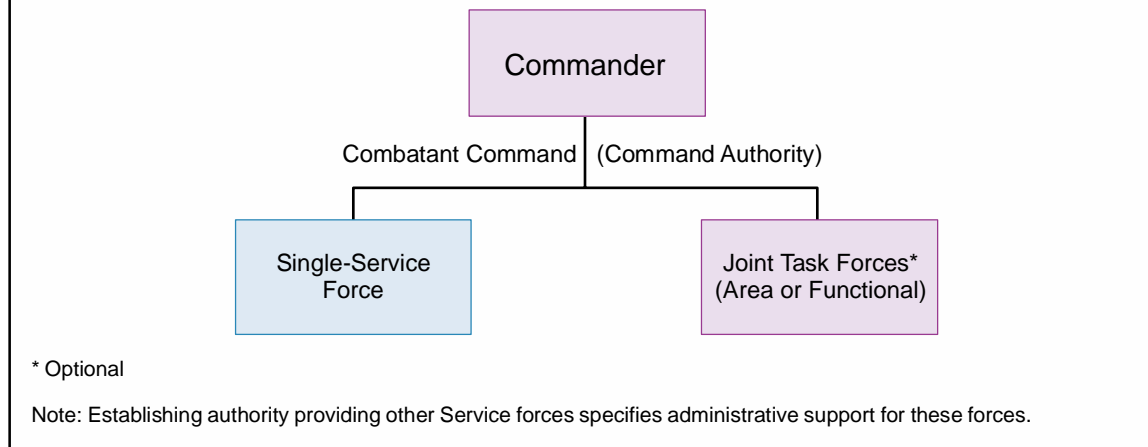 Commander
Combatant Command (Command Authority)
Single-Service
Force
Joint Task Forces*
(Area or Functional)
* Optional
Note: Establishing authority providing other Service forces specifies administrative support for these forces.